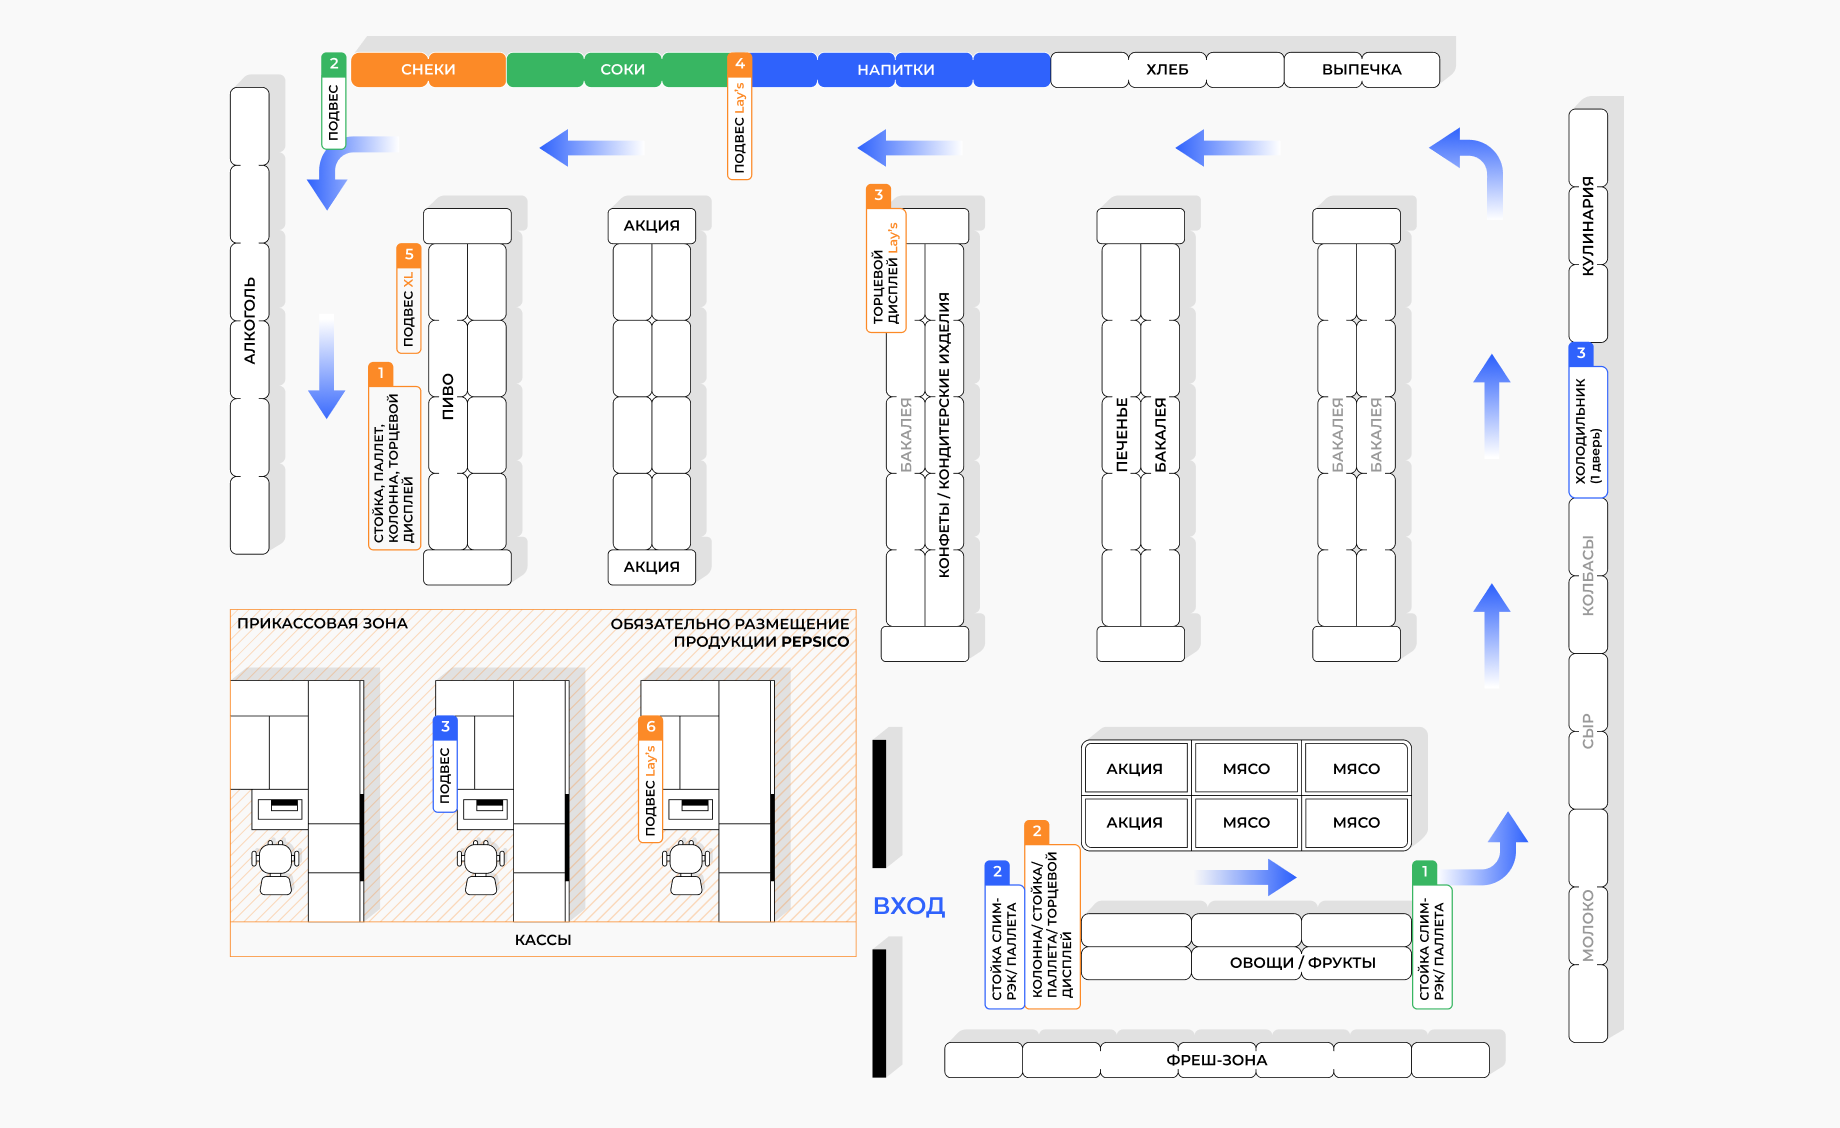 2
ПОДВЕС
СНЕКИ
СОКИ
4
ПОДВЕС Lay's
НАПИТКИ
ХЛЕБ
ВЫПЕЧКА
АЛКОГОЛЬ
5
ПОДВЕС XL
1
СТОЙКА, ПАЛЛЕТ,
КОЛОННА, ТОРЦЕВОЙ
ДИСПЛЕЙ
ПИВО
АКЦИЯ
АКЦИЯ
3
ТОРЦЕВОЙ
ДИСПЛЕЙ Lay's
БАКАЛЕЯ
КОНФЕТЫ / КОНДИТЕРСКИЕ ИХДЕЛИЯ
ПЕЧЕНЬЕ
БАКАЛЕЯ
БАКАЛЕЯ
БАКАЛЕЯ
КУЛИНАРИЯ
3
ХОЛОДИЛЬНИК
(1 дверь)
КОЛБАСЫ
СЫР
МОЛОКО
ПРИКАССОВАЯ ЗОНА
ОБЯЗАТЕЛЬНО РАЗМЕЩЕНИЕ
ПРОДУКЦИИ PEPSICO
3
ПОДВЕС
6
ПОДВЕС Lay's
КАССЫ
ВХОД
АКЦИЯ
МЯСО
МЯСО
АКЦИЯ
МЯСО
МЯСО
2
СТОЙКА СЛИМ-
РЭК/ ПАЛЛЕТА
2
КОЛОННА/ СТОЙКА/
ПАЛЛЕТА/ ТОРЦЕВОЙ
ДИСПЛЕЙ
1
СТОЙКА СЛИМ-
РЭК/ ПАЛЛЕТА
ОВОЩИ / ФРУКТЫ
ФРЕШ-ЗОНА